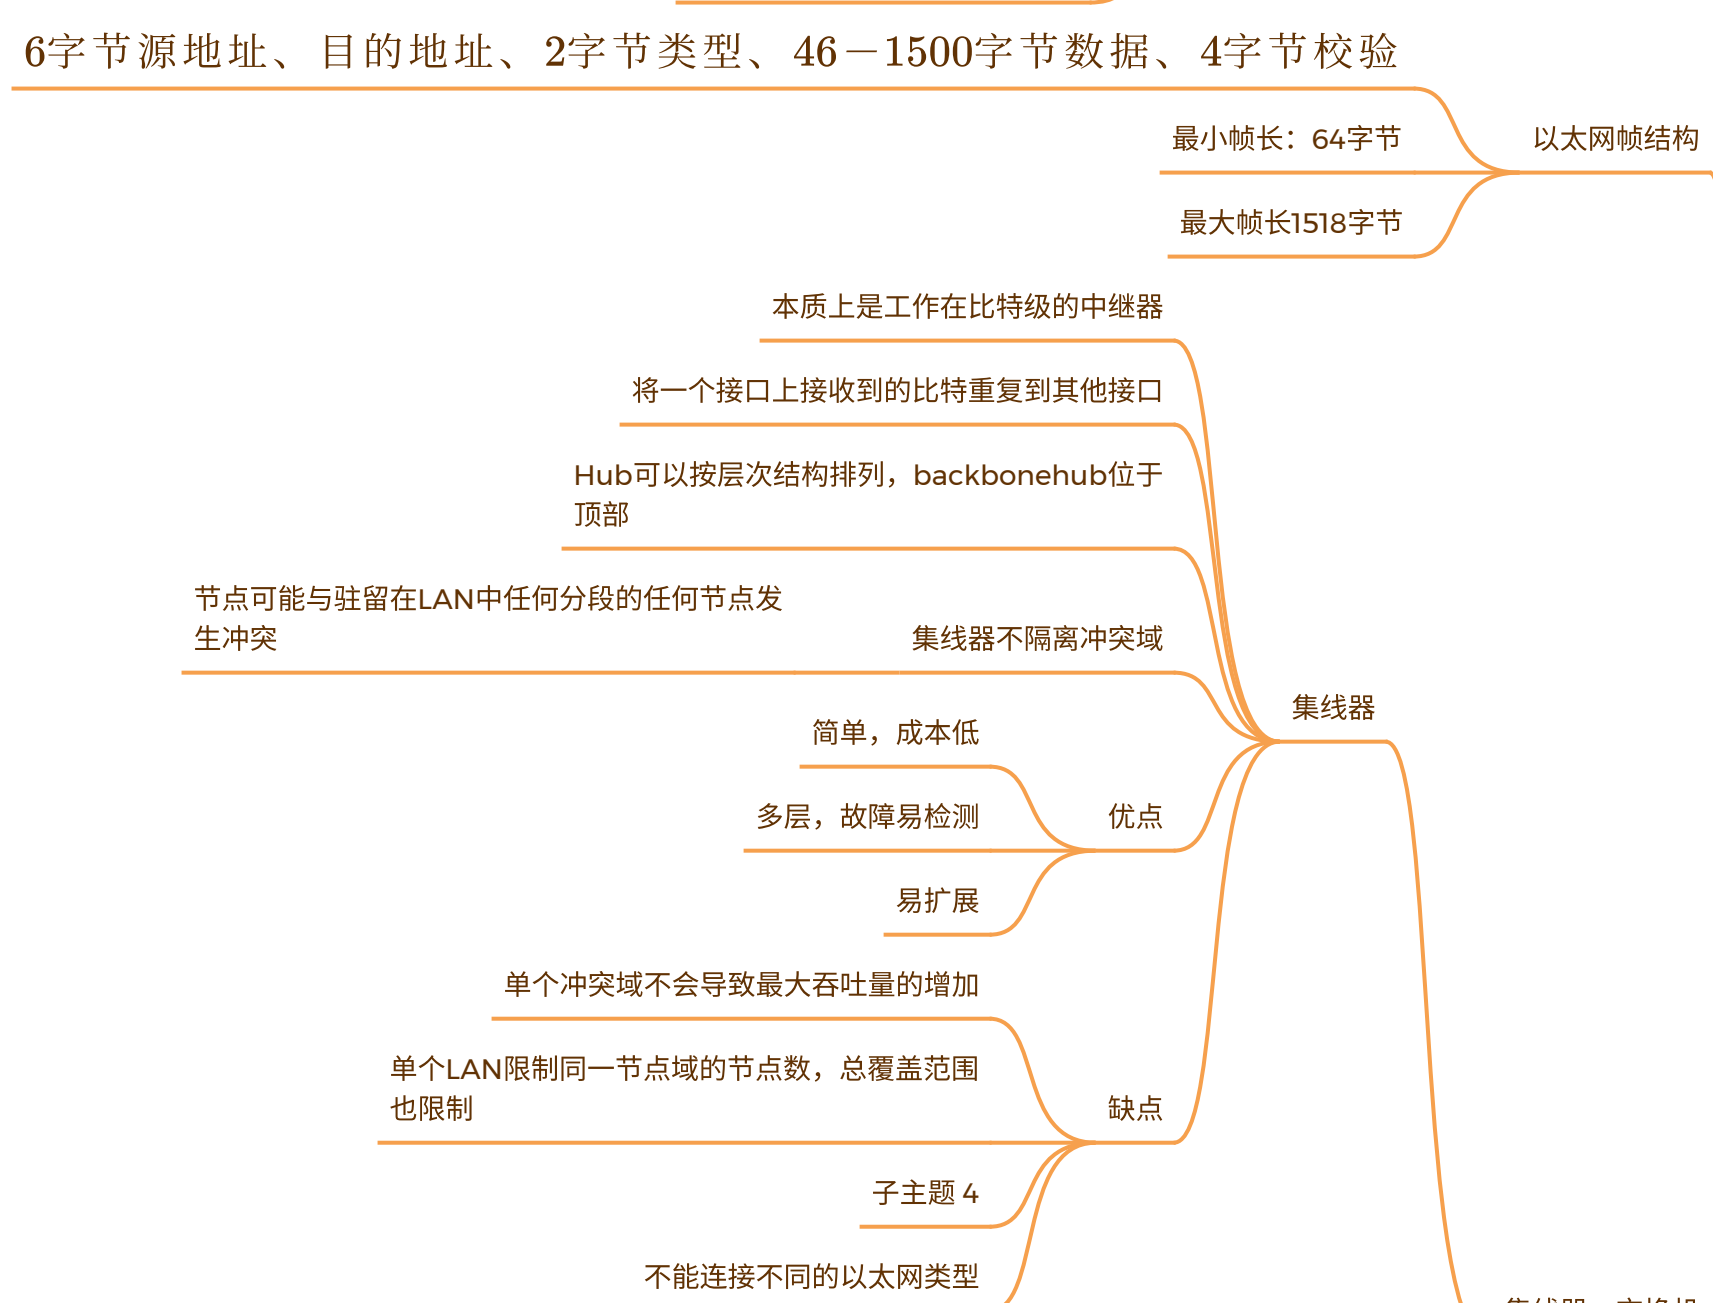 6字节源地址、目的地址、2字节类型、46-1500字节数据、4字节校验
最小帧长：64字节
以太网帧结构
最大帧长1518字节
本质上是工作在比特级的中继器
将一个接口上接收到的比特重复到其他接口
Hub可以按层次结构排列，backbonehub位于
顶部
节点可能与驻留在LAN中任何分段的任何节点发
生冲突
集线器不隔离冲突域
集线器
简单，成本低
多层，故障易检测
优点
易扩展
单个冲突域不会导致最大吞吐量的增加
单个LAN限制同一节点域的节点数，总覆盖范围
也限制
缺点
子主题 4
不能连接不同的以太网类型